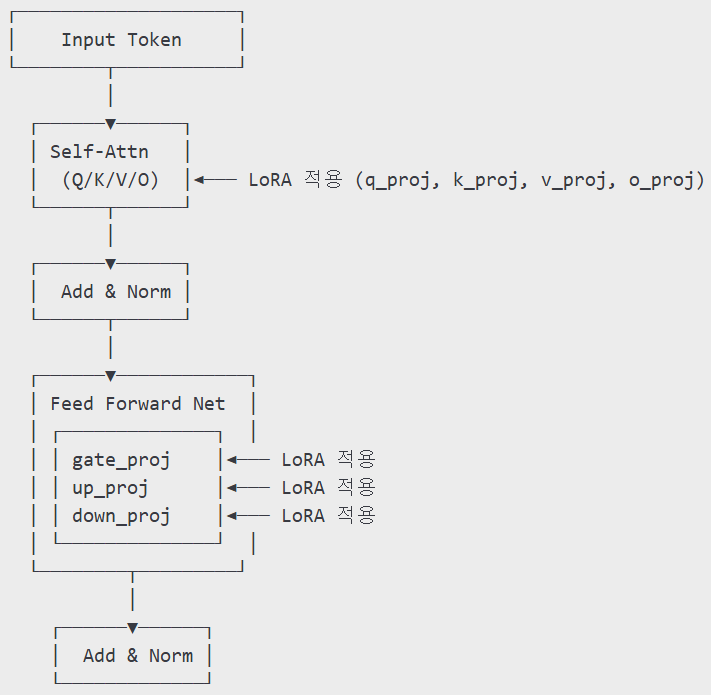 Input Token
Self-Attn
(Q/K/V/O) ◄─── LoRA 적용 (q_proj, k_proj, v_proj, o_proj)
Add & Norm
Feed Forward Net
gate_proj ◄─── LoRA 적용
up_proj ◄─── LoRA 적용
down_proj ◄─── LoRA 적용
Add & Norm